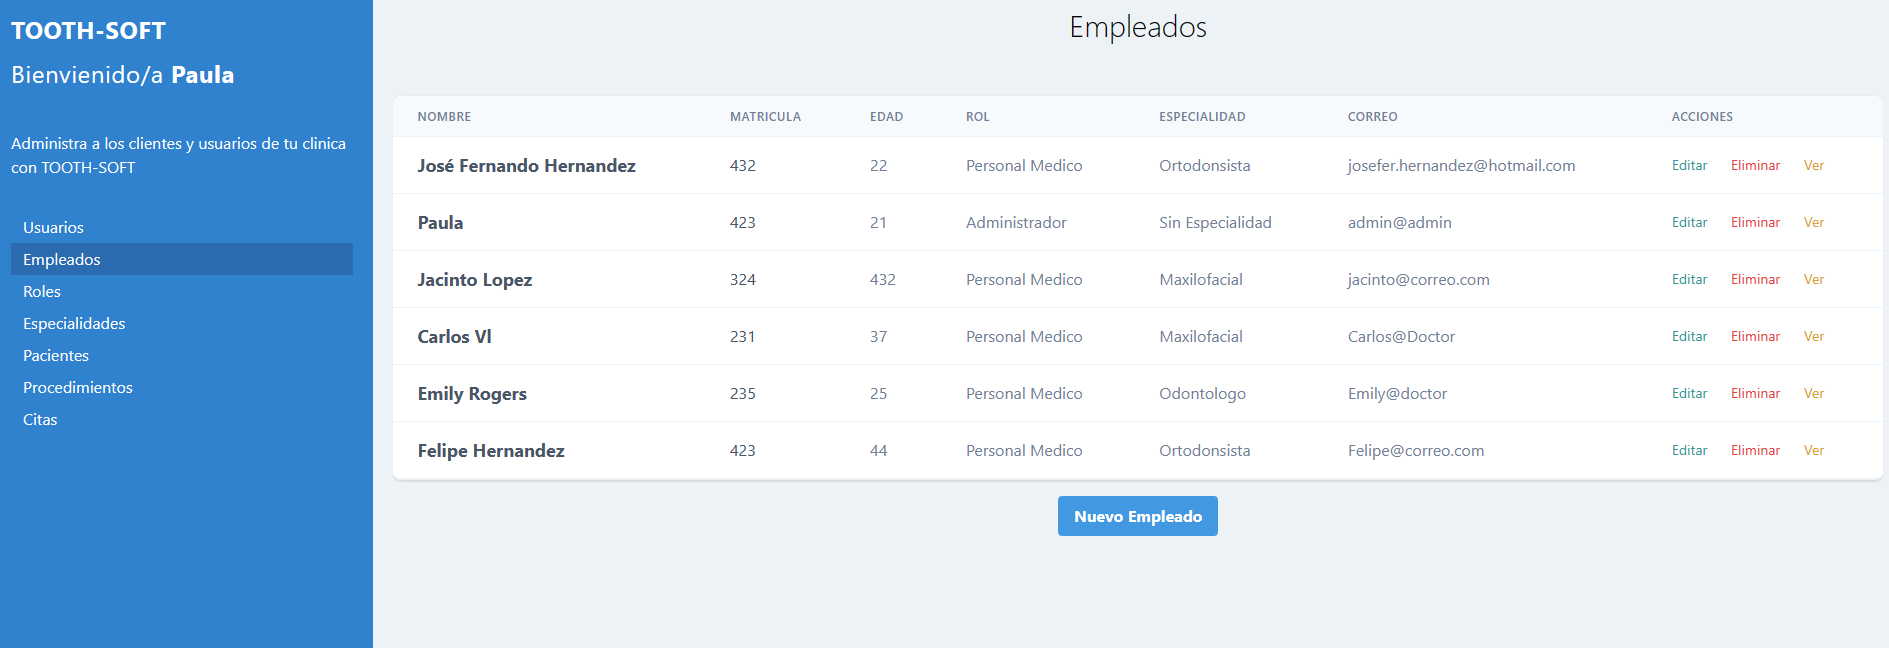 TOOTH-SOFT
Bienvienido/a Paula
Administra a los clientes y usuarios de tu clinica
con TOOTH-SOFT
Usuarios
Empleados
Roles
Especialidades
Pacientes
Procedimientos
Citas
Empleados
NOMBRE MATRICULA EDAD ROL ESPECIALIDAD CORREO ACCIONES
José Fernando Hernandez 432 22 Personal Medico Ortodonsista josefer.hernandez@hotmail.com Editar Eliminar Ver
Paula 423 21 Administrador Sin Especialidad admin@admin Editar Eliminar Ver
Jacinto Lopez 324 432 Personal Medico Maxilofacial jacinto@correo.com Editar Eliminar Ver
Carlos Vl 231 37 Personal Medico Maxilofacial Carlos@Doctor Editar Eliminar Ver
Emily Rogers 235 25 Personal Medico Odontologo Emily@doctor Editar Eliminar Ver
Felipe Hernandez 423 44 Personal Medico Ortodonsista Felipe@correo.com Editar Eliminar Ver
Nuevo Empleado